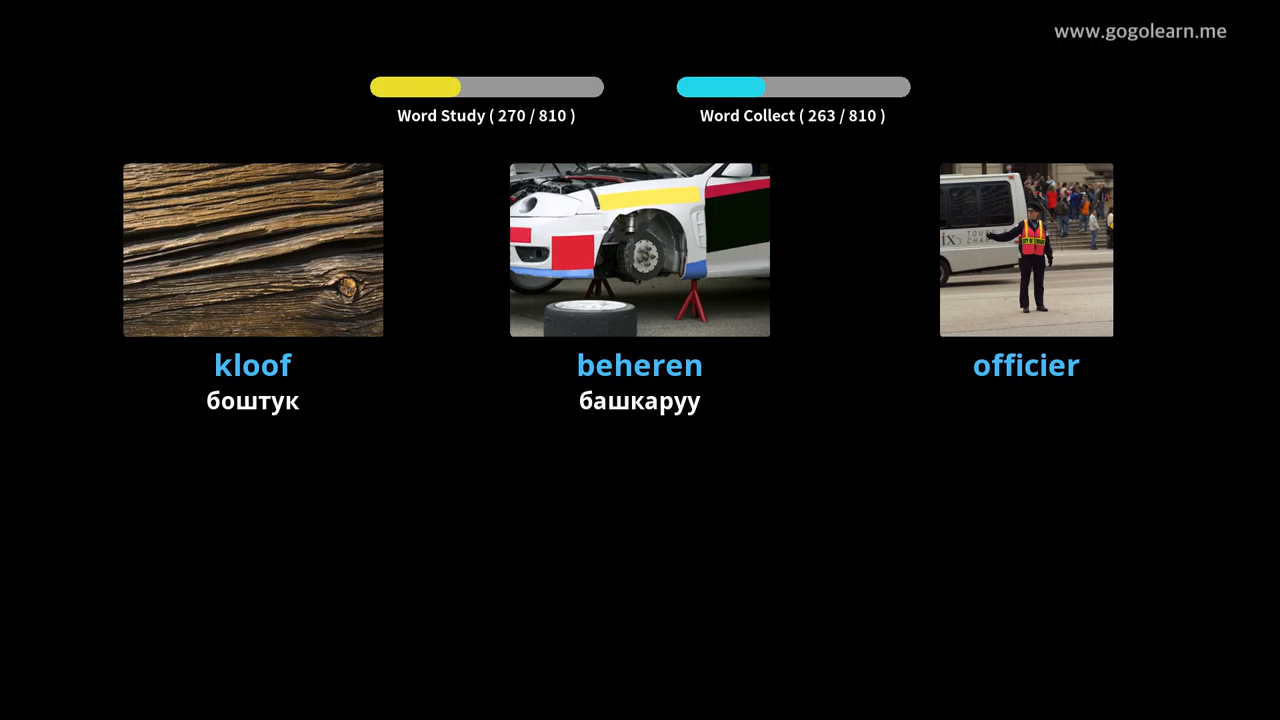 www.gogolearn.me
Word Study ( 270 / 810 )
Word Collect ( 263 / 810 )
kloof
beheren
officier
боштук
башкаруу